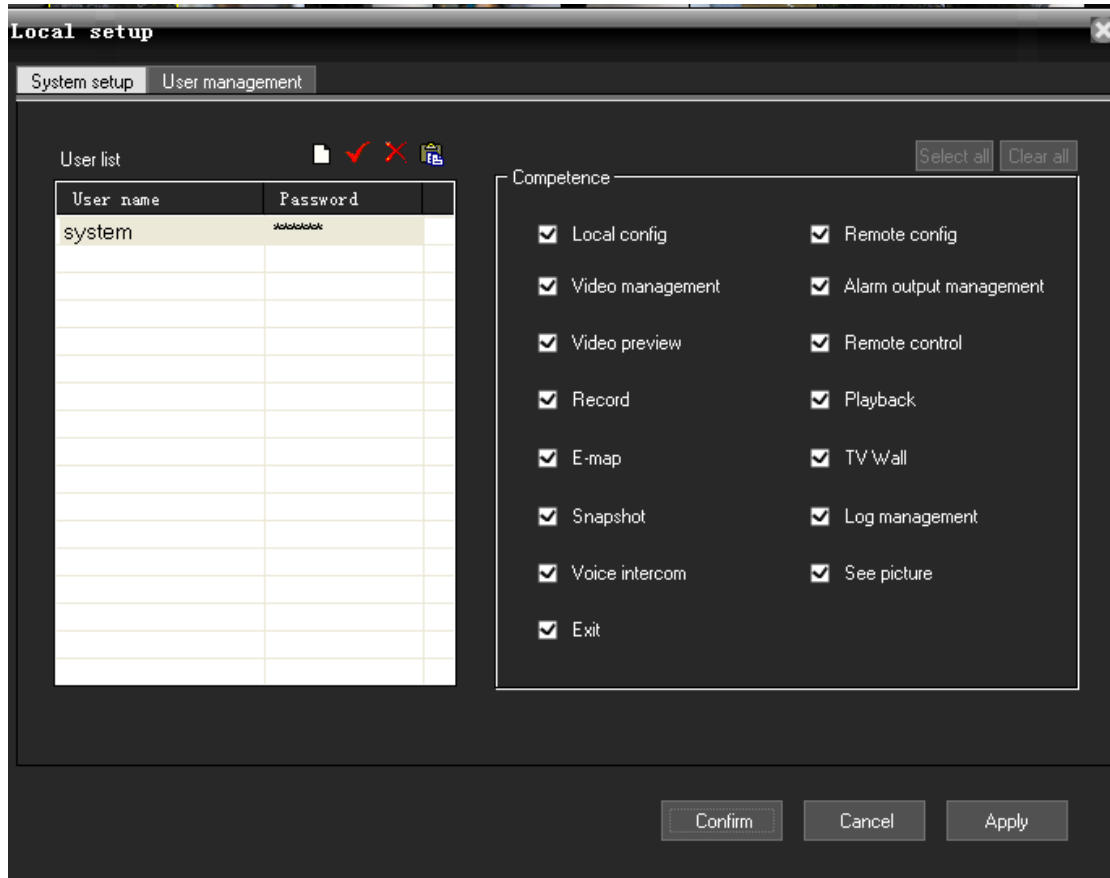 Local setup
System setup User management
User list
Select all Clear all
Competence
User name Password
system *******
Local config Remote config
Video management Alarm output management
Video preview Remote control
Record Playback
E-map TV Wall
Snapshot Log management
Voice intercom See picture
Exit
Confirm Cancel Apply